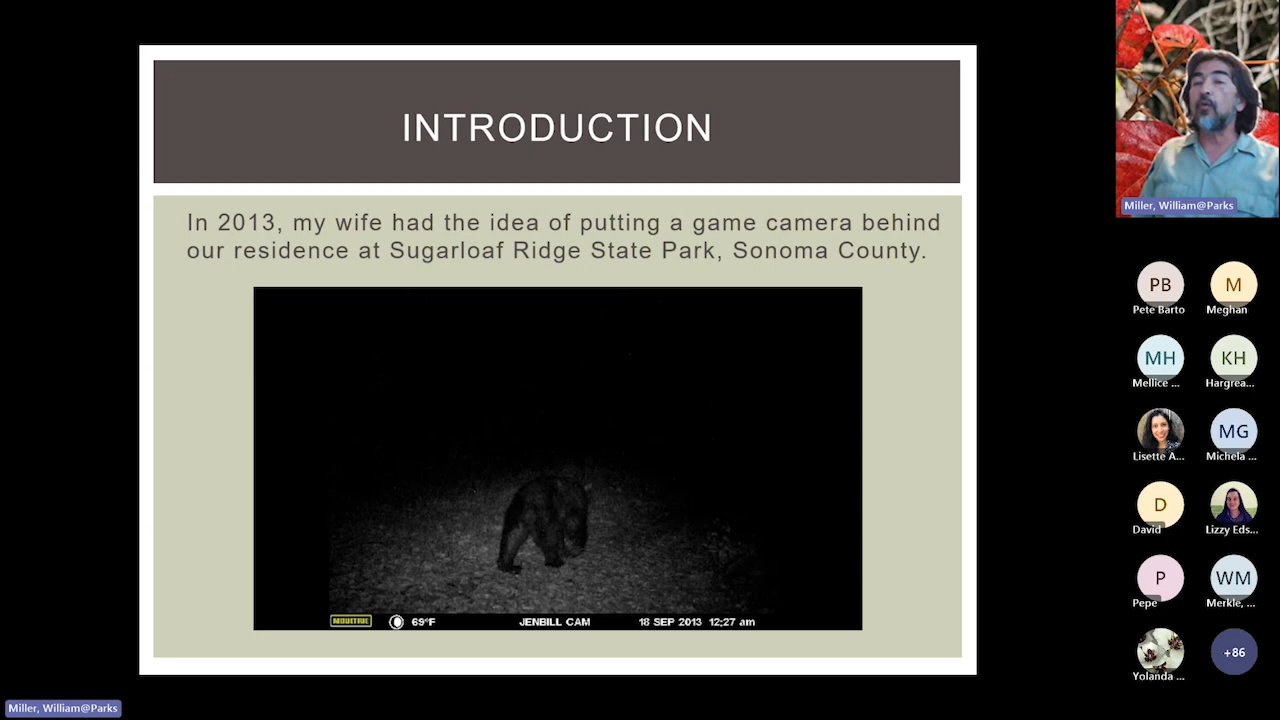 INTRODUCTION
In 2013, my wife had the idea of putting a game camera behind
our residence at Sugarloaf Ridge State Park, Sonoma County.
MOULTRIE 69°F JENBILL CAM 18 SEP 2013 12:27 am
Miller, William@Parks
PB M
Pete Barto Meghan
MH KH
Mellice ... Hargrea...
MG
Lisette A... Michela ...
D
David Lizzy Eds...
P WM
Pepe Merkle, ...
+86
Yolanda ...
Miller, William@Parks